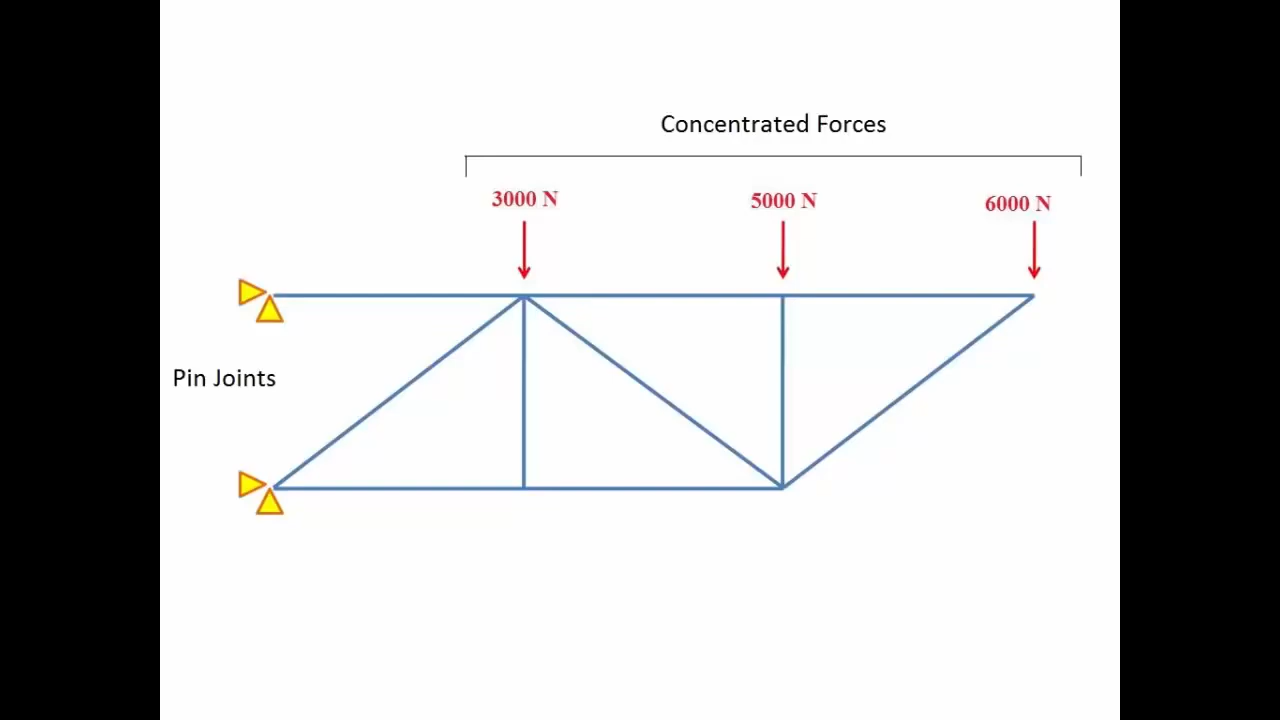 Concentrated Forces
3000 N
5000 N
6000 N
Pin Joints